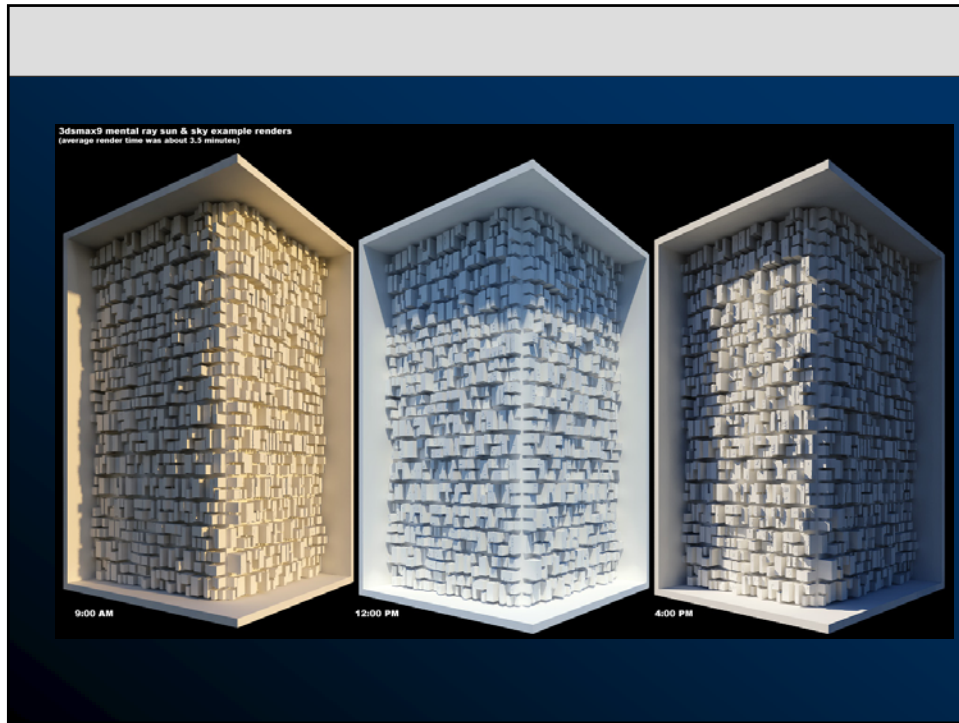 3dsmax9 mental ray sun & sky example renders
(average render time was about 3.5 minutes)
9:00 AM
12:00 PM
4:00 PM